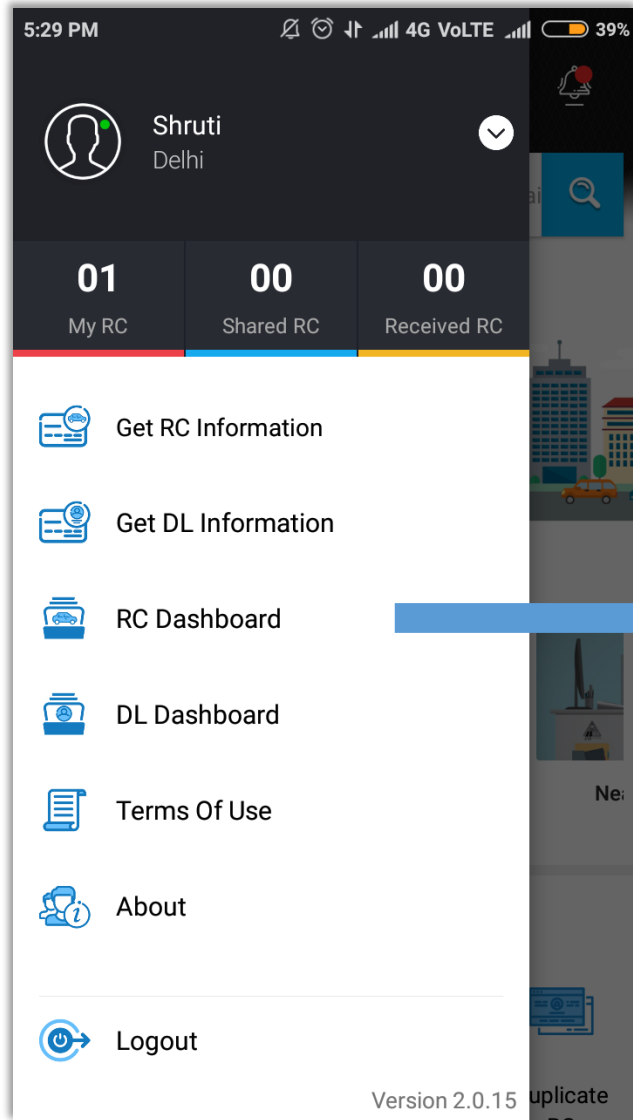 5:29 PM 4G VoLTE 39%
Shruti
Delhi
01 00 00
My RC Shared RC Received RC
Get RC Information
Get DL Information
RC Dashboard
DL Dashboard
Terms Of Use
About
Logout
Version 2.0.15